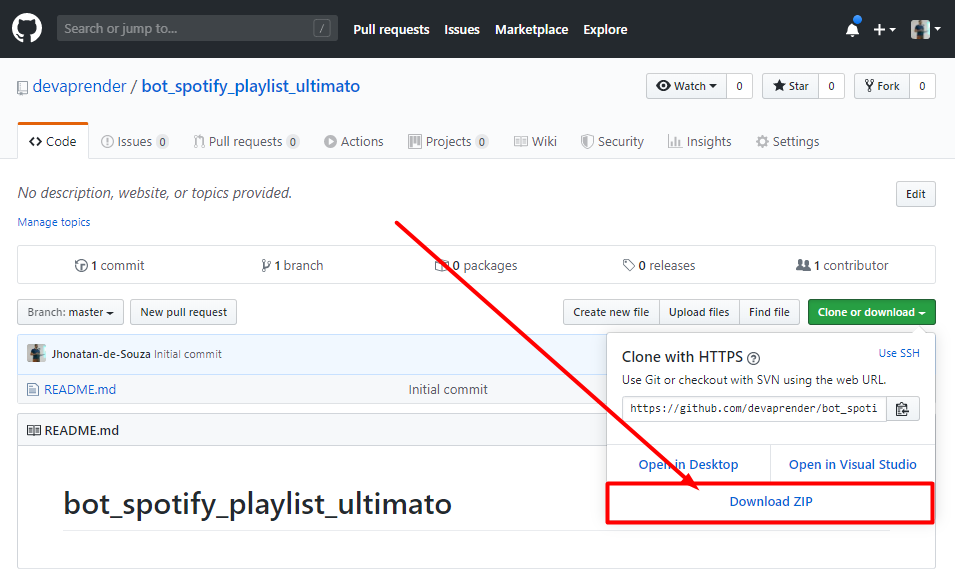 Search or jump to... /
Pull requests Issues Marketplace Explore
devaprender / bot_spotify_playlist_ultimato
Watch 0 Star 0 Fork 0
Code Issues 0 Pull requests 0 Actions Projects 0 Wiki Security Insights Settings
No description, website, or topics provided.
Edit
Manage topics
1 commit 1 branch 0 packages 0 releases 1 contributor
Branch: master New pull request Create new file Upload files Find file Clone or download
Jhonatan-de-Souza Initial commit
README.md Initial commit
README.md
bot_spotify_playlist_ultimato
Clone with HTTPS ?
Use SSH
Use Git or checkout with SVN using the web URL.
https://github.com/devaprender/bot_spoti
Open in Desktop Open in Visual Studio
Download ZIP